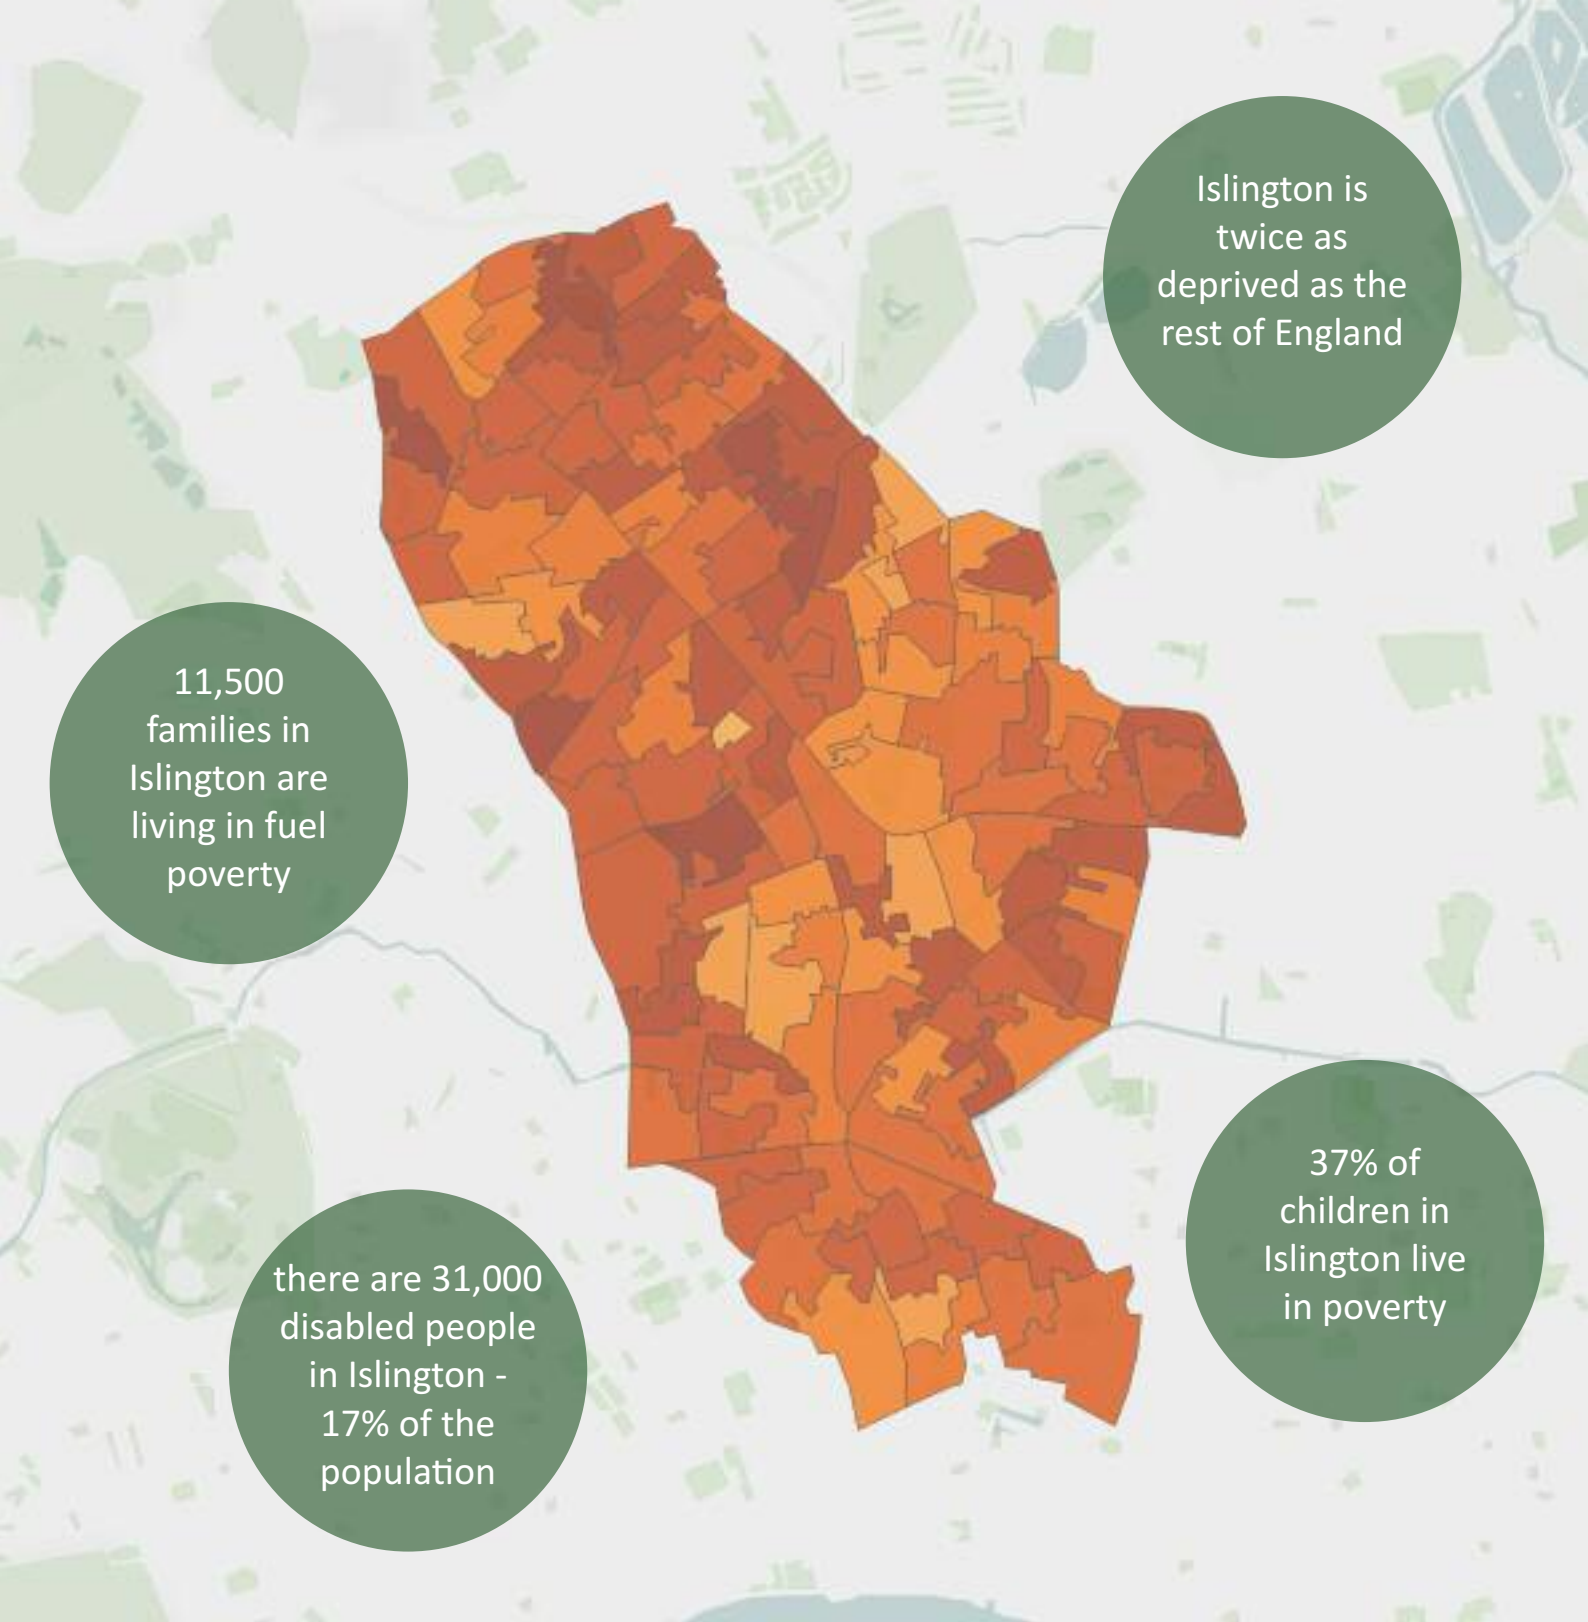 Islington is
twice as
deprived as the
rest of England
11,500
families in
Islington are
living in fuel
poverty
37% of
children in
Islington live
in poverty
there are 31,000
disabled people
in Islington -
17% of the
population